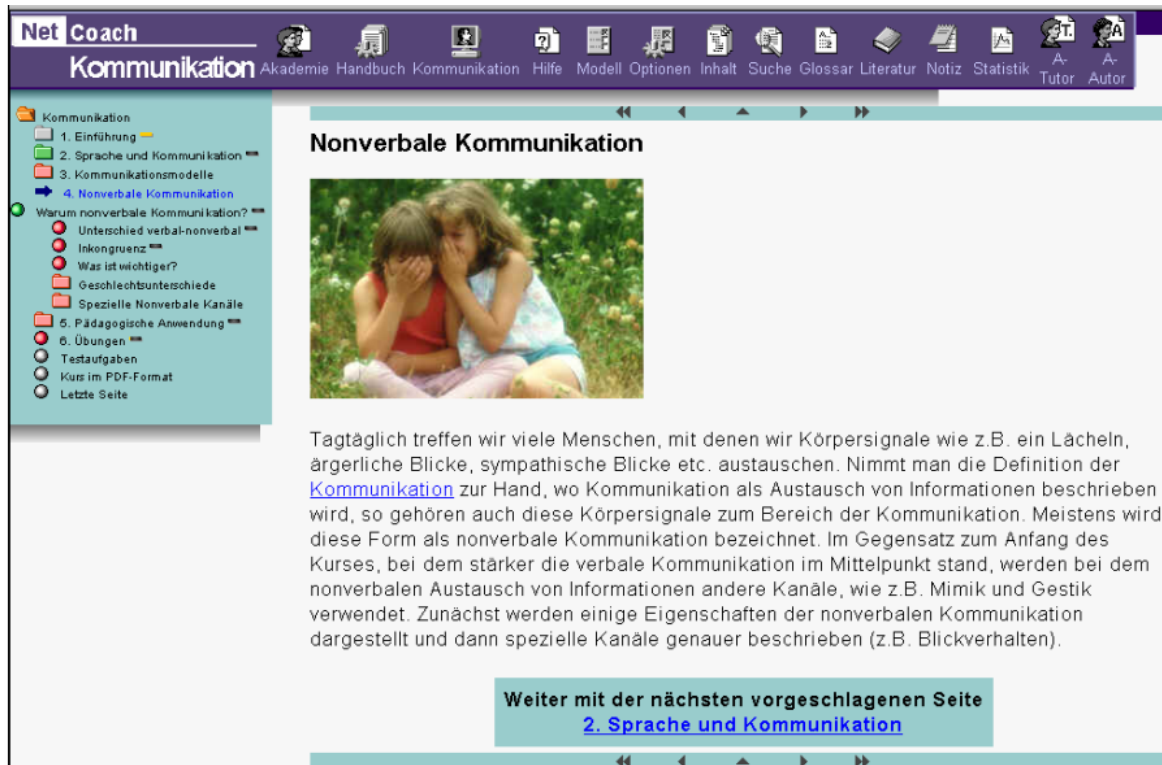 Net Coach
Kommunikation
Akademie Handbuch Kommunikation Hilfe Modell Optionen Inhalt Suche Glossar Literatur Notiz Statistik A-Tutor A-Autor
Kommunikation
1. Einführung
2. Sprache und Kommunikation
3. Kommunikationsmodelle
4. Nonverbale Kommunikation
Warum nonverbale Kommunikation?
Unterschied verbal-nonverbal
Inkongruenz
Was ist wichtiger?
Geschlechtsunterschiede
Spezielle Nonverbale Kanäle
5. Pädagogische Anwendung
6. Übungen
Testaufgaben
Kurs im PDF-Format
Letzte Seite
Nonverbale Kommunikation
Tagtäglich treffen wir viele Menschen, mit denen wir Körpersignale wie z.B. ein Lächeln,
ärgerliche Blicke, sympathische Blicke etc. austauschen. Nimmt man die Definition der
Kommunikation zur Hand, wo Kommunikation als Austausch von Informationen beschrieben
wird, so gehören auch diese Körpersignale zum Bereich der Kommunikation. Meistens wird
diese Form als nonverbale Kommunikation bezeichnet. Im Gegensatz zum Anfang des
Kurses, bei dem stärker die verbale Kommunikation im Mittelpunkt stand, werden bei dem
nonverbalen Austausch von Informationen andere Kanäle, wie z.B. Mimik und Gestik
verwendet. Zunächst werden einige Eigenschaften der nonverbalen Kommunikation
dargestellt und dann spezielle Kanäle genauer beschrieben (z.B. Blickverhalten).
Weiter mit der nächsten vorgeschlagenen Seite
2. Sprache und Kommunikation